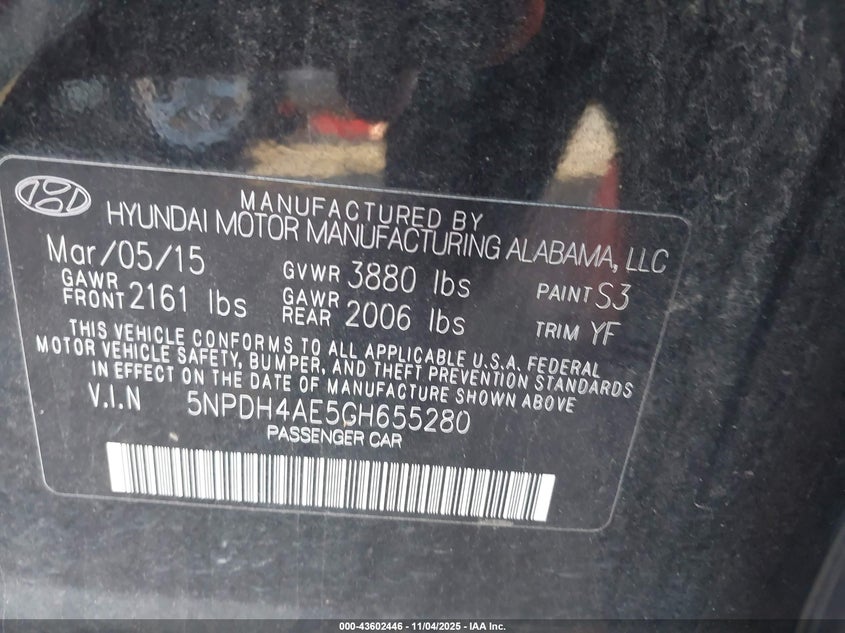 MANUFACTURED BY
HYUNDAI MOTOR MANUFACTURING ALABAMA, LLC
Mar/05/15 GVWR 3880 lbs PAINT S3
GAWR FRONT 2161 lbs GAWR REAR 2006 lbs TRIM YF
THIS VEHICLE CONFORMS TO ALL APPLICABLE U.S.A. FEDERAL
MOTOR VEHICLE SAFETY, BUMPER, AND THEFT PREVENTION STANDARDS
IN EFFECT ON THE DATE OF MANUFACTURE SHOWN ABOVE
V.I.N 5NPDH4AE5GH655280
PASSENGER CAR
000-43602446 - 11/04/2025 - IAA Inc.